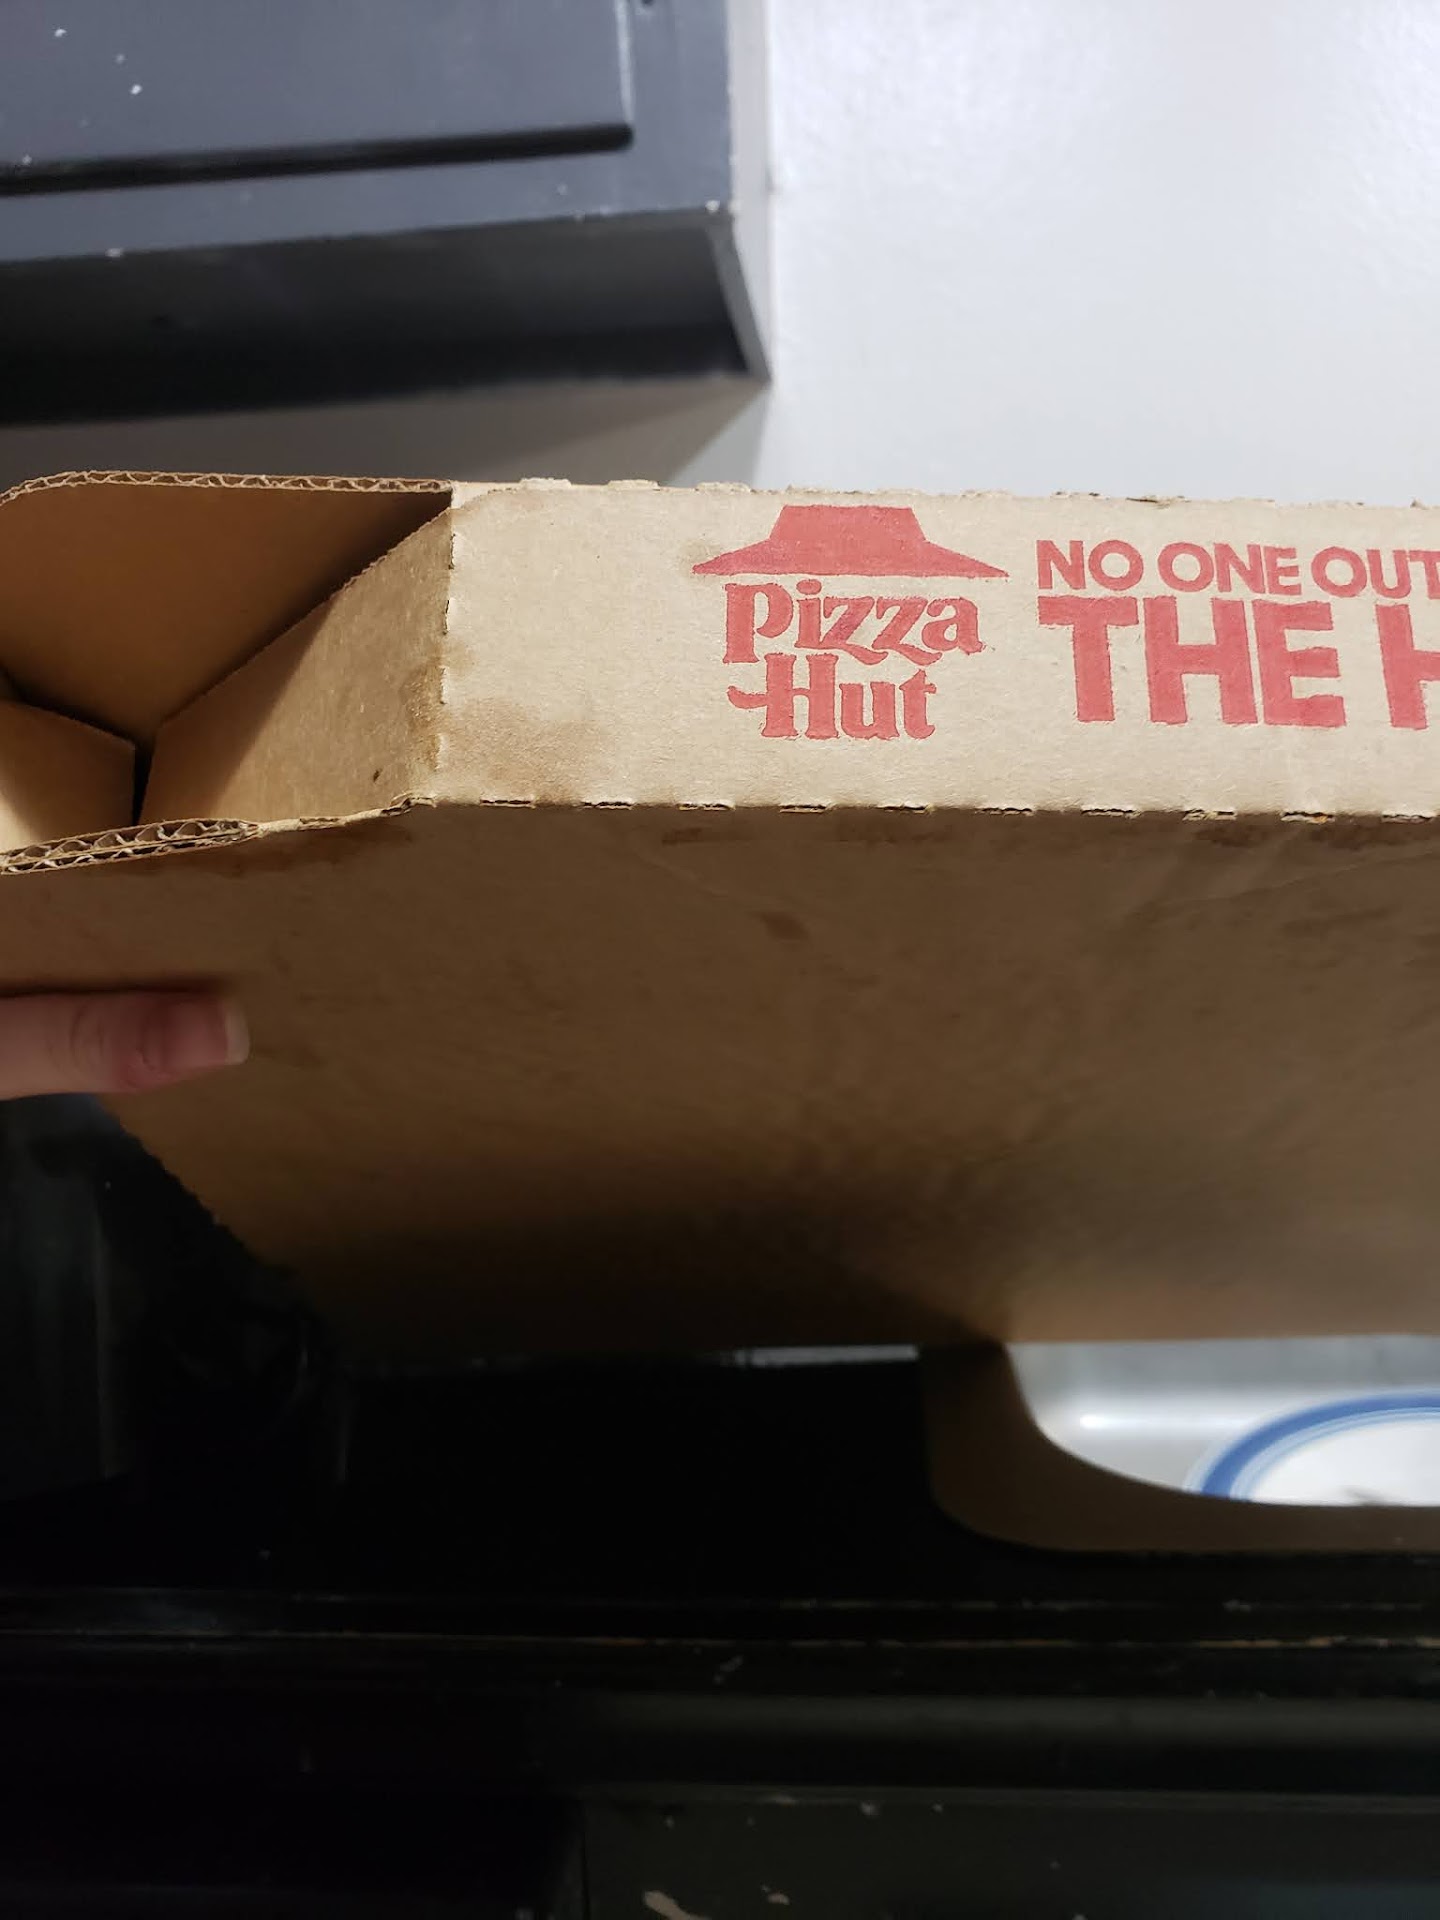 Pizza
Hut
NO ONE OUT
THE H